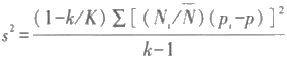 s² = (1-k/K) Σ [ (Nᵢ/N̄) (pᵢ-p) ]² / k-1